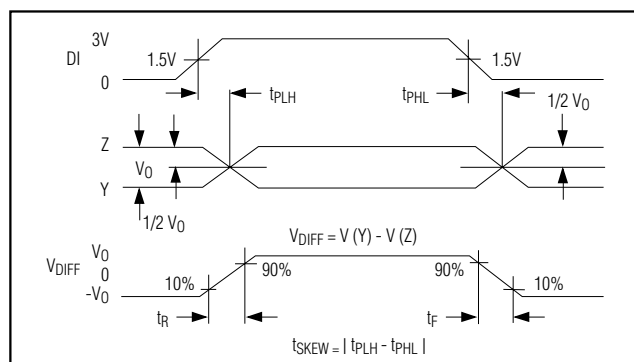 3V
DI
1.5V
1.5V
0
tPLH
tPHL
1/2 VO
Z
VO
Y
1/2 VO
VDIFF = V (Y) - V (Z)
VO
VDIFF
0
-VO
10%
90%
90%
10%
tR
tF
tSKEW = | tPLH - tPHL |